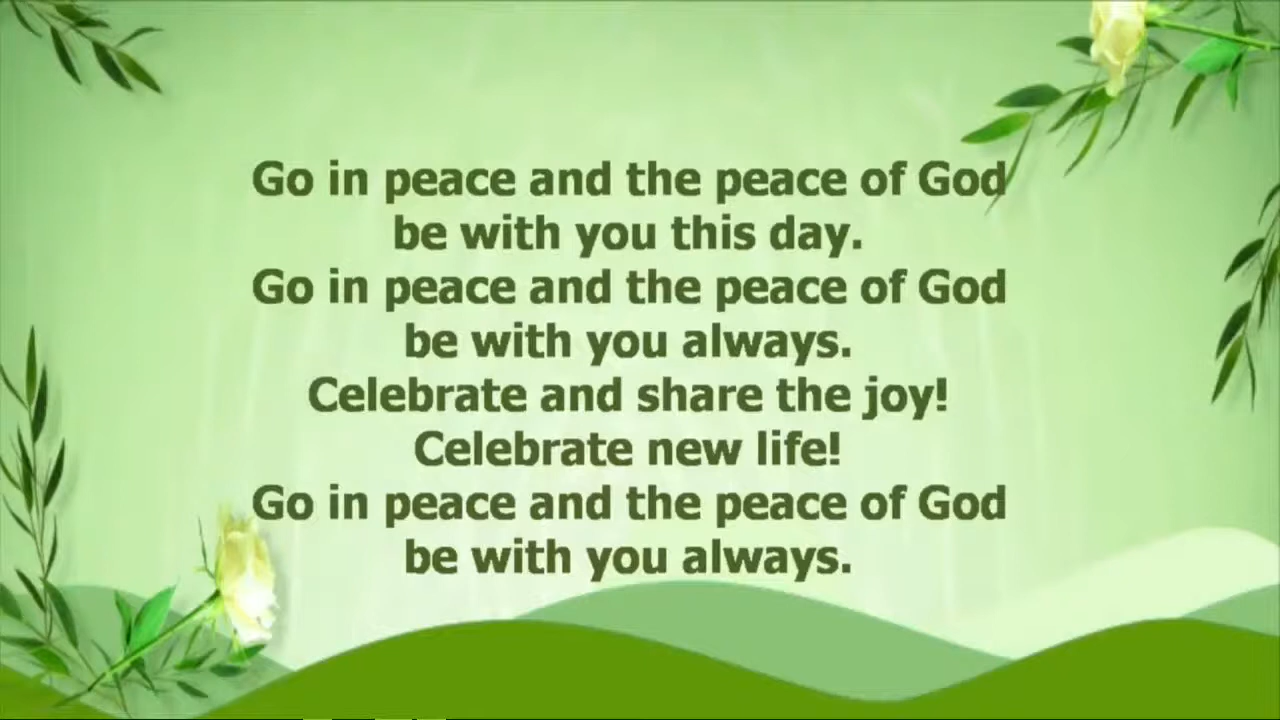 Go in peace and the peace of God
be with you this day.
Go in peace and the peace of God
be with you always.
Celebrate and share the joy!
Celebrate new life!
Go in peace and the peace of God
be with you always.